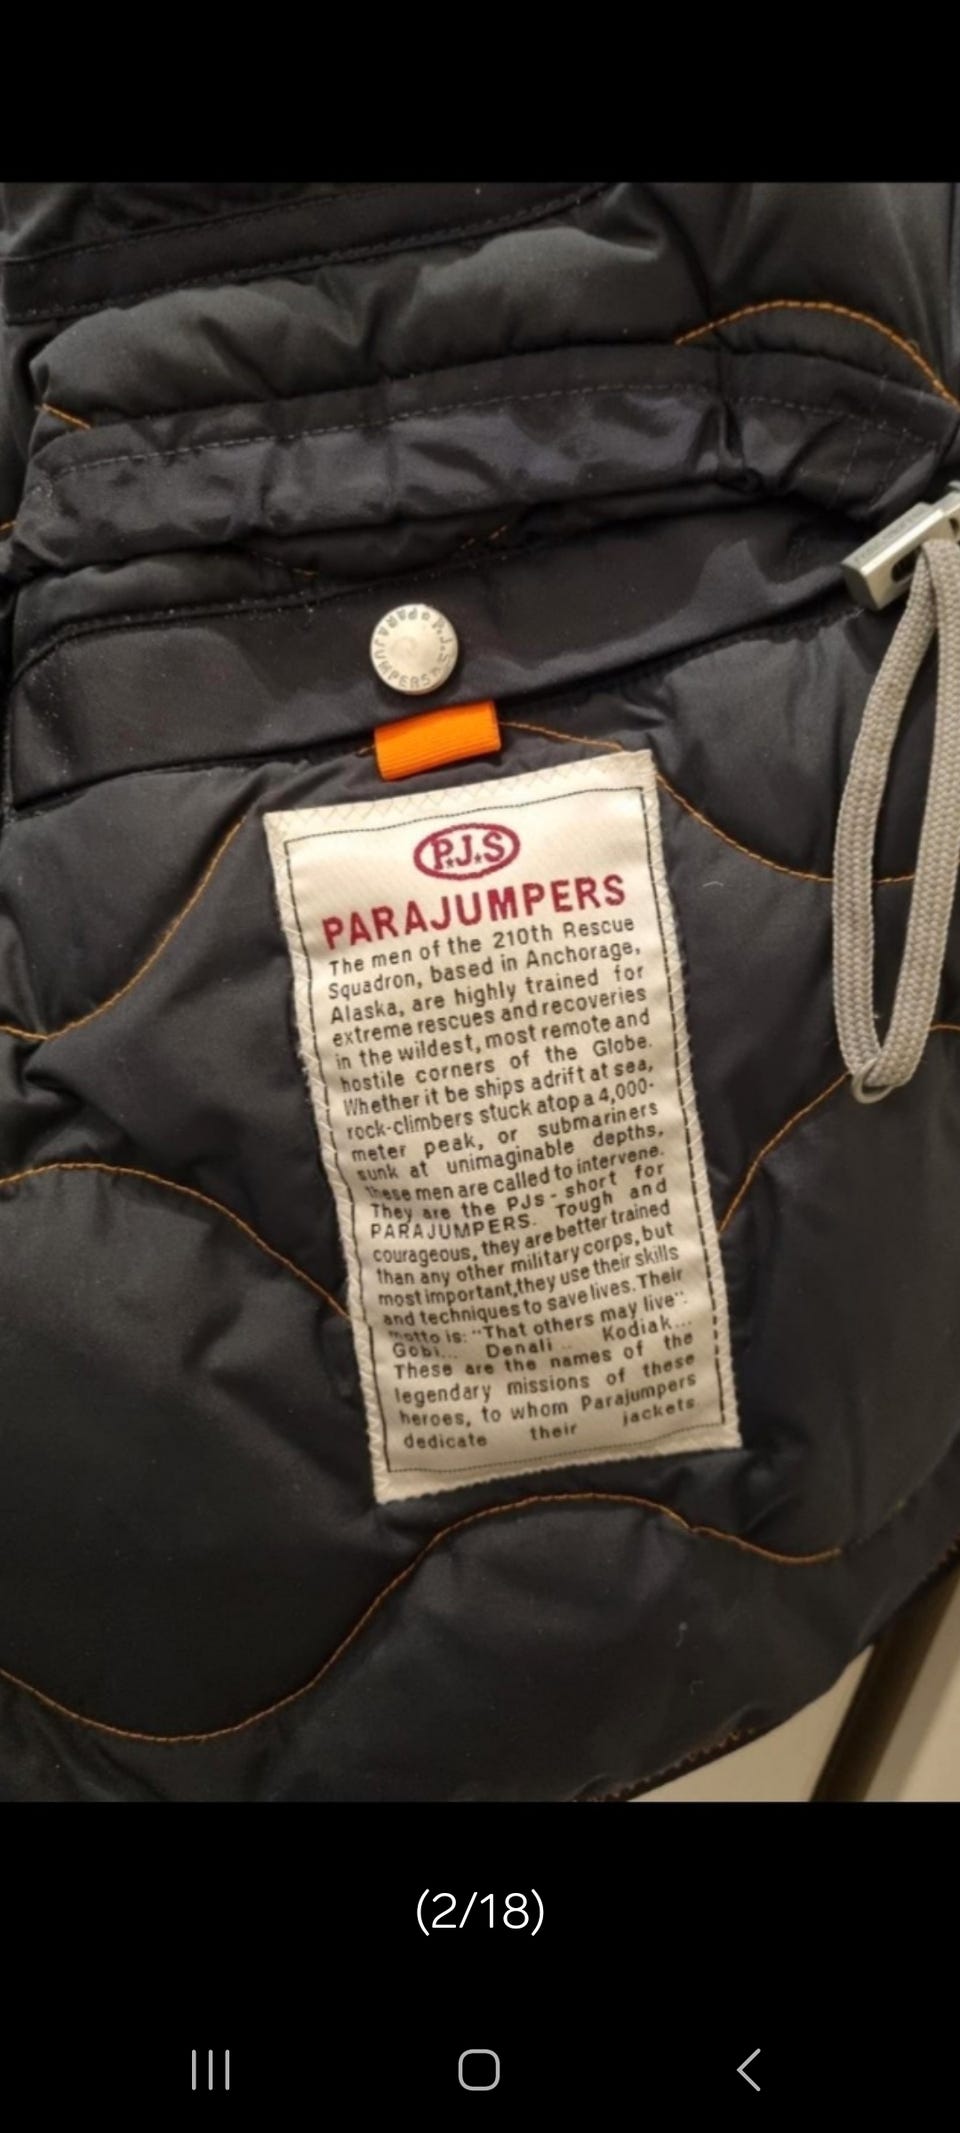 PARAJUMPERS P.J.S
P.J.S
PARAJUMPERS
The men of the 210th Rescue
Squadron, based in Anchorage,
Alaska, are highly trained for
extreme rescues and recoveries
in the wildest, most remote and
hostile corners of the Globe.
Whether it be ships adrift at sea,
rock-climbers stuck atop a 4,000-
meter peak, or submariners
sunk at unimaginable depths,
these men are called to intervene.
They are the PJs - short for
PARAJUMPERS. Tough and
courageous, they are better trained
than any other military corps, but
most important, they use their skills
and techniques to save lives. Their
motto is: "That others may live".
Gobi... Denali... Kodiak...
These are the names of the
legendary missions of these
heroes, to whom Parajumpers
dedicate their jackets
(2/18)